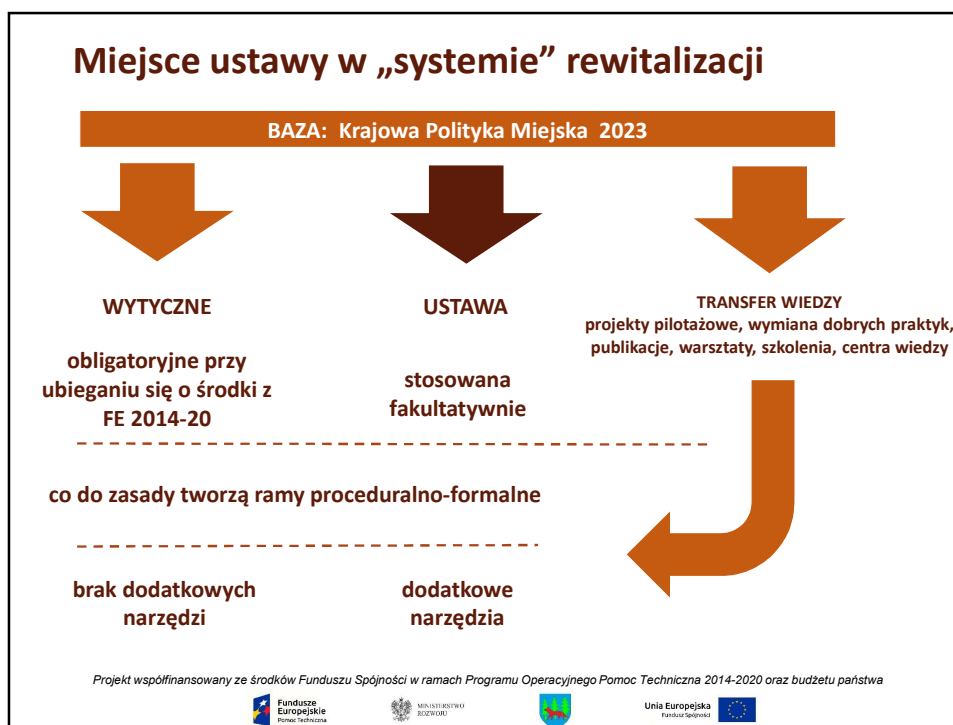 Miejsce ustawy w „systemie” rewitalizacji
BAZA: Krajowa Polityka Miejska 2023
WYTYCZNE
obligatoryjne przy
ubieganiu się o środki z
FE 2014-20
USTAWA
stosowana
fakultatywnie
TRANSFER WIEDZY
projekty pilotażowe, wymiana dobrych praktyk,
publikacje, warsztaty, szkolenia, centra wiedzy
co do zasady tworzą ramy proceduralno-formalne
brak dodatkowych
narzędzi
dodatkowe
narzędzia
Projekt współfinansowany ze środków Funduszu Spójności w ramach Programu Operacyjnego Pomoc Techniczna 2014-2020 oraz budżetu państwa
Fundusze
Europejskie
Pomoc Techniczna
MINISTERSTWO
ROZWOJU
Unia Europejska
Fundusz Spójności